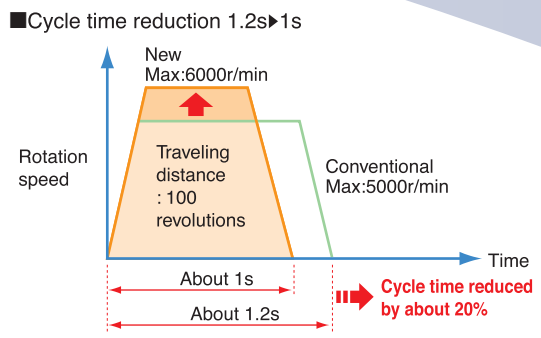 ■Cycle time reduction 1.2s▶1s
New
Max:6000r/min
Rotation
speed
Traveling
distance
: 100
revolutions
Conventional
Max:5000r/min
Time
About 1s
About 1.2s
Cycle time reduced
by about 20%